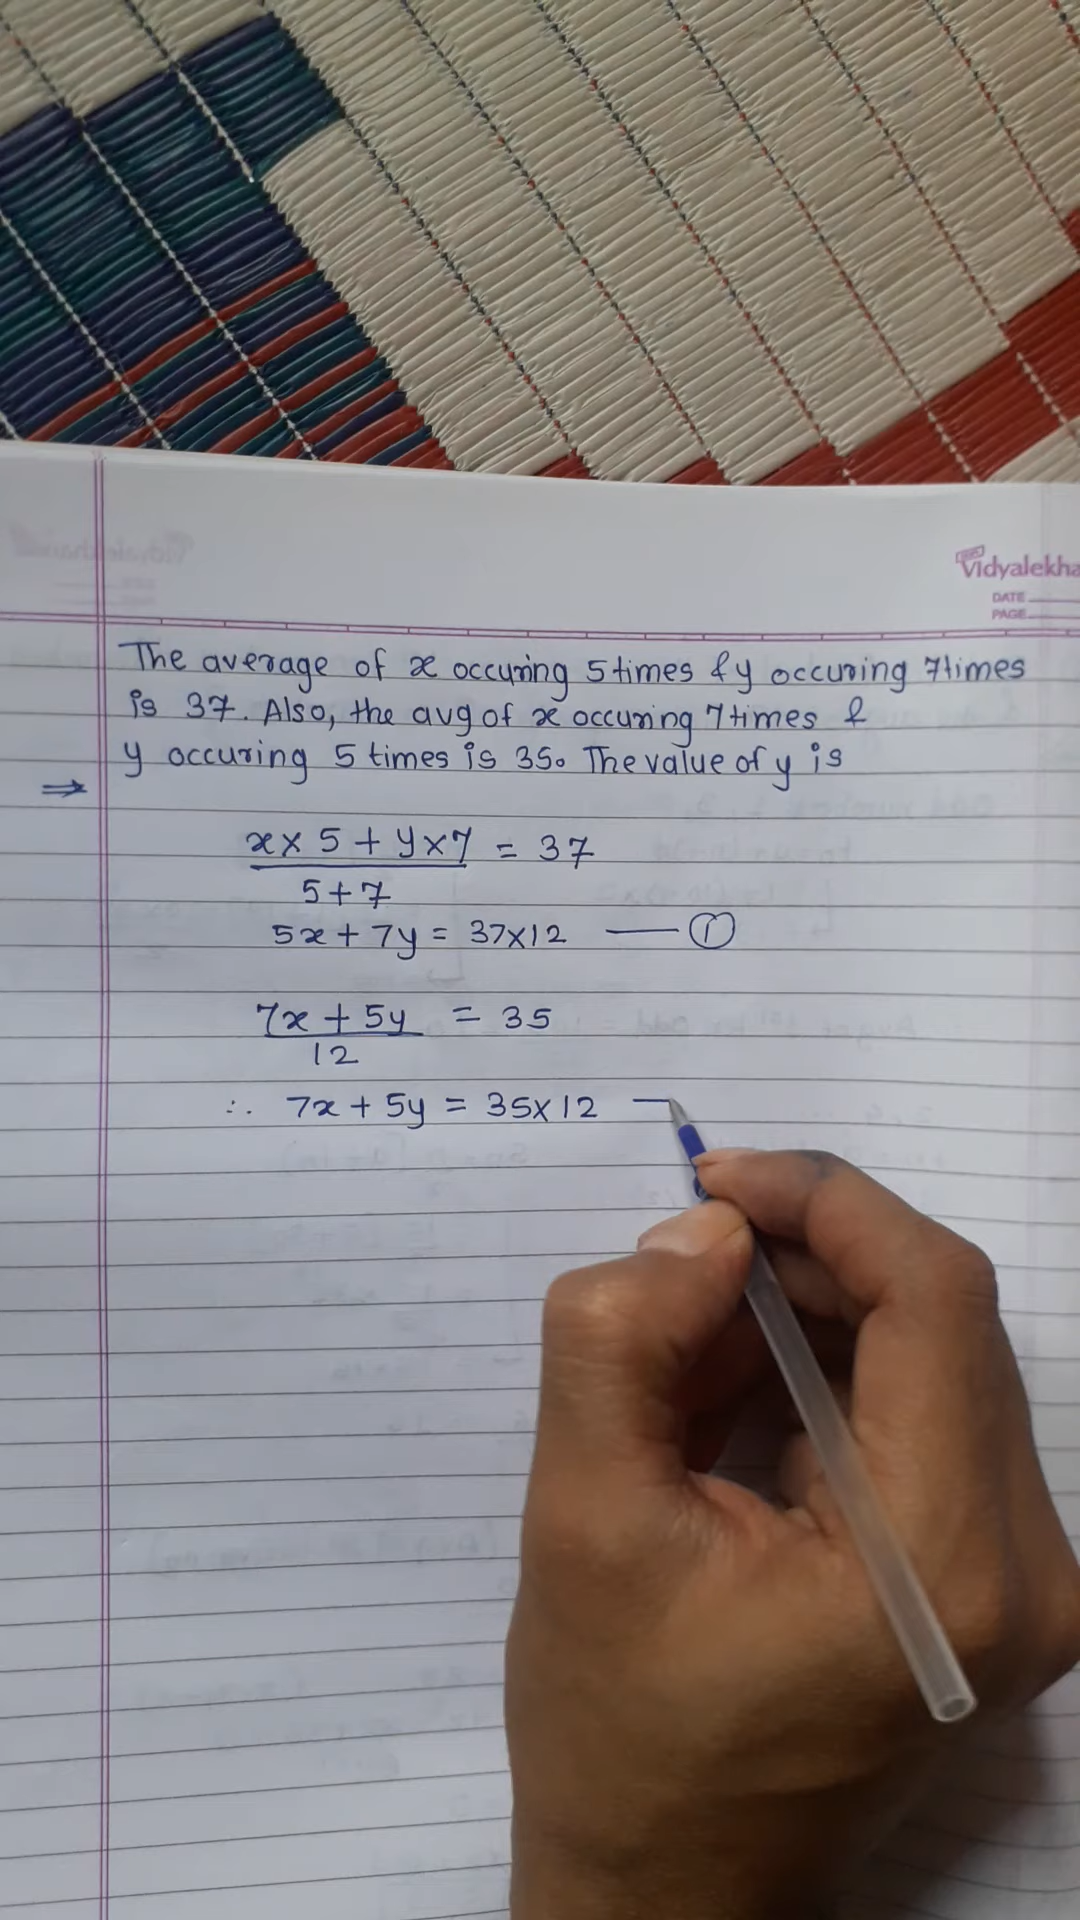 Vidyalekha
DATE
PAGE
The average of x occuring 5 times & y occuring 7 times
is 37. Also, the avg of x occuring 7 times &
y occuring 5 times is 35. The value of y is
⇒
x × 5 + y × 7 = 37
5 + 7
5x + 7y = 37×12 — ①
7x + 5y = 35
12
∴ 7x + 5y = 35×12 —